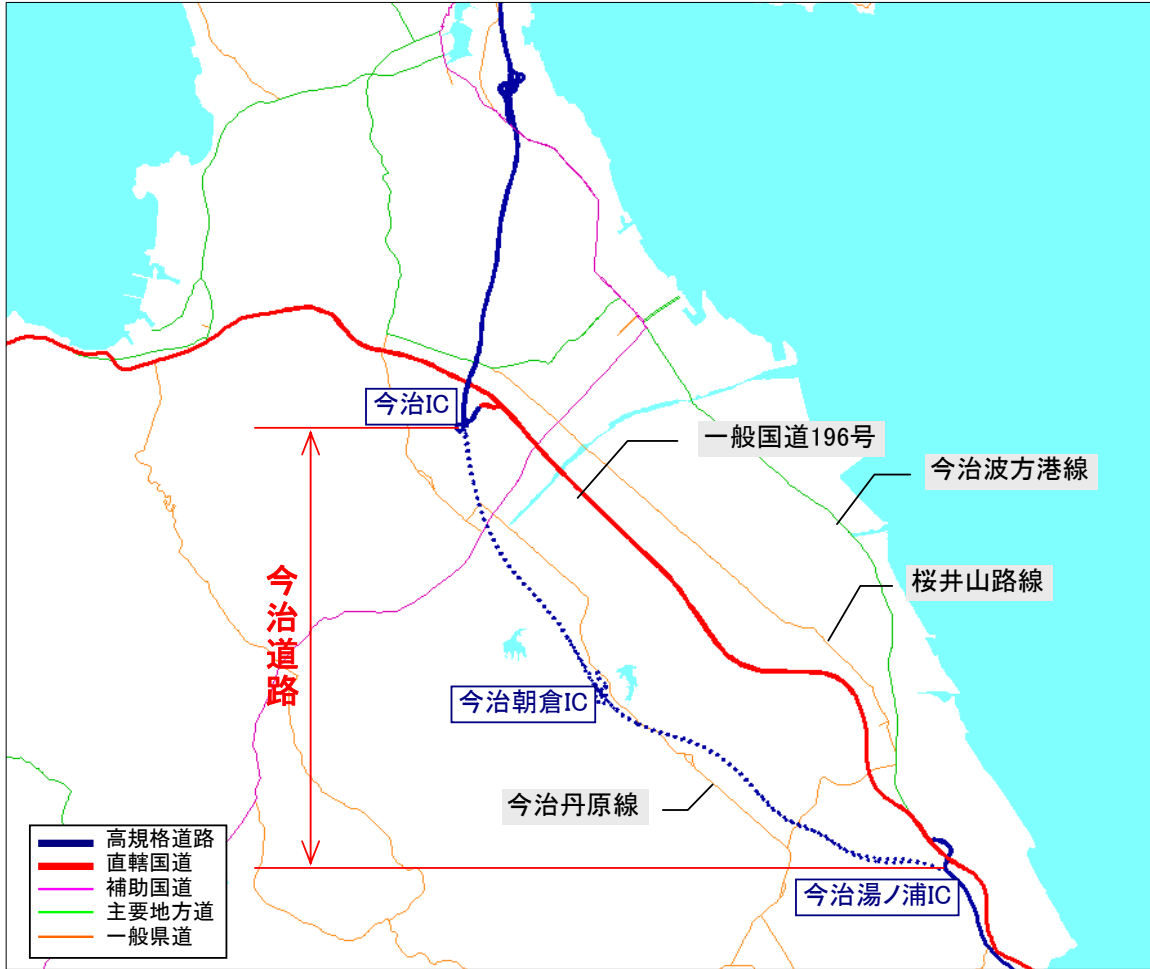 今治IC
一般国道196号
今治波方港線
今治道路
桜井山路線
今治朝倉IC
今治丹原線
今治湯ノ浦IC
高規格道路
直轄国道
補助国道
主要地方道
一般県道